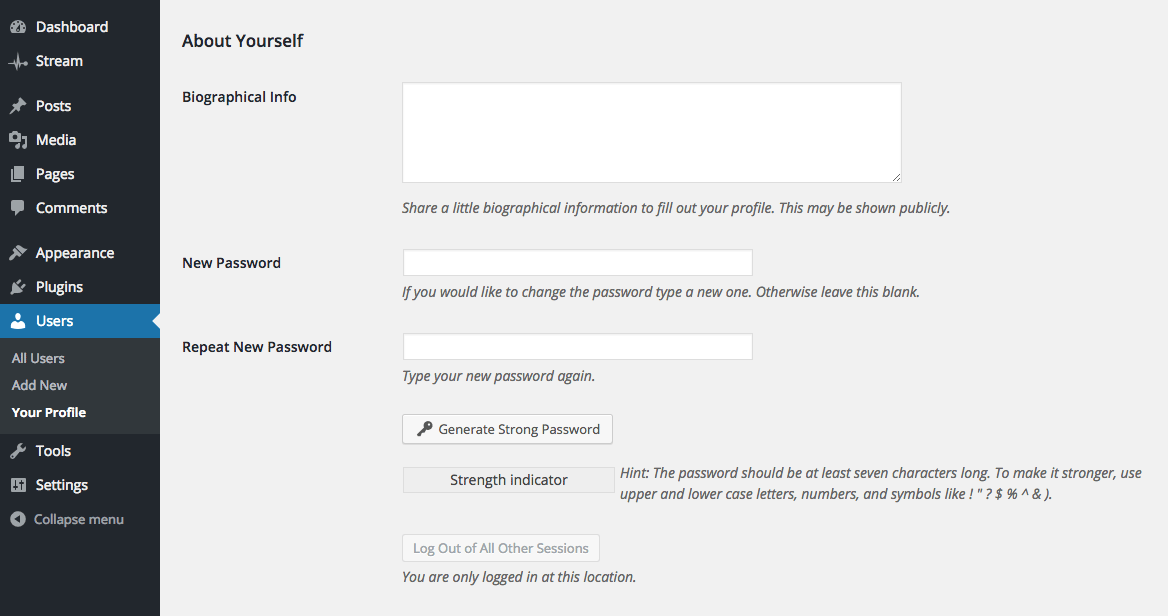 Dashboard
Stream
Posts
Media
Pages
Comments
Appearance
Plugins
Users
All Users
Add New
Your Profile
Tools
Settings
Collapse menu
About Yourself
Biographical Info
Share a little biographical information to fill out your profile. This may be shown publicly.
New Password
If you would like to change the password type a new one. Otherwise leave this blank.
Repeat New Password
Type your new password again.
Generate Strong Password
Strength indicator
Hint: The password should be at least seven characters long. To make it stronger, use
upper and lower case letters, numbers, and symbols like ! " ? $ % ^ & ).
Log Out of All Other Sessions
You are only logged in at this location.